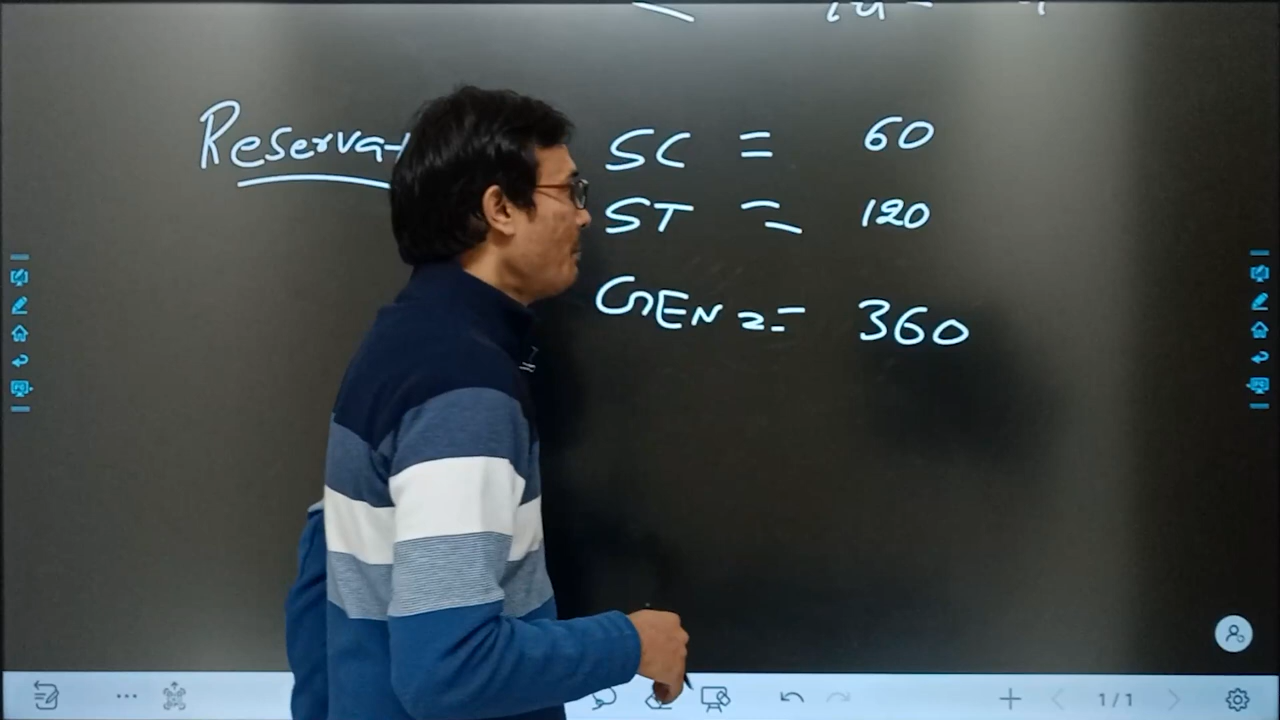 Reserva
SC = 60
ST = 120
GEN = 360
1/1